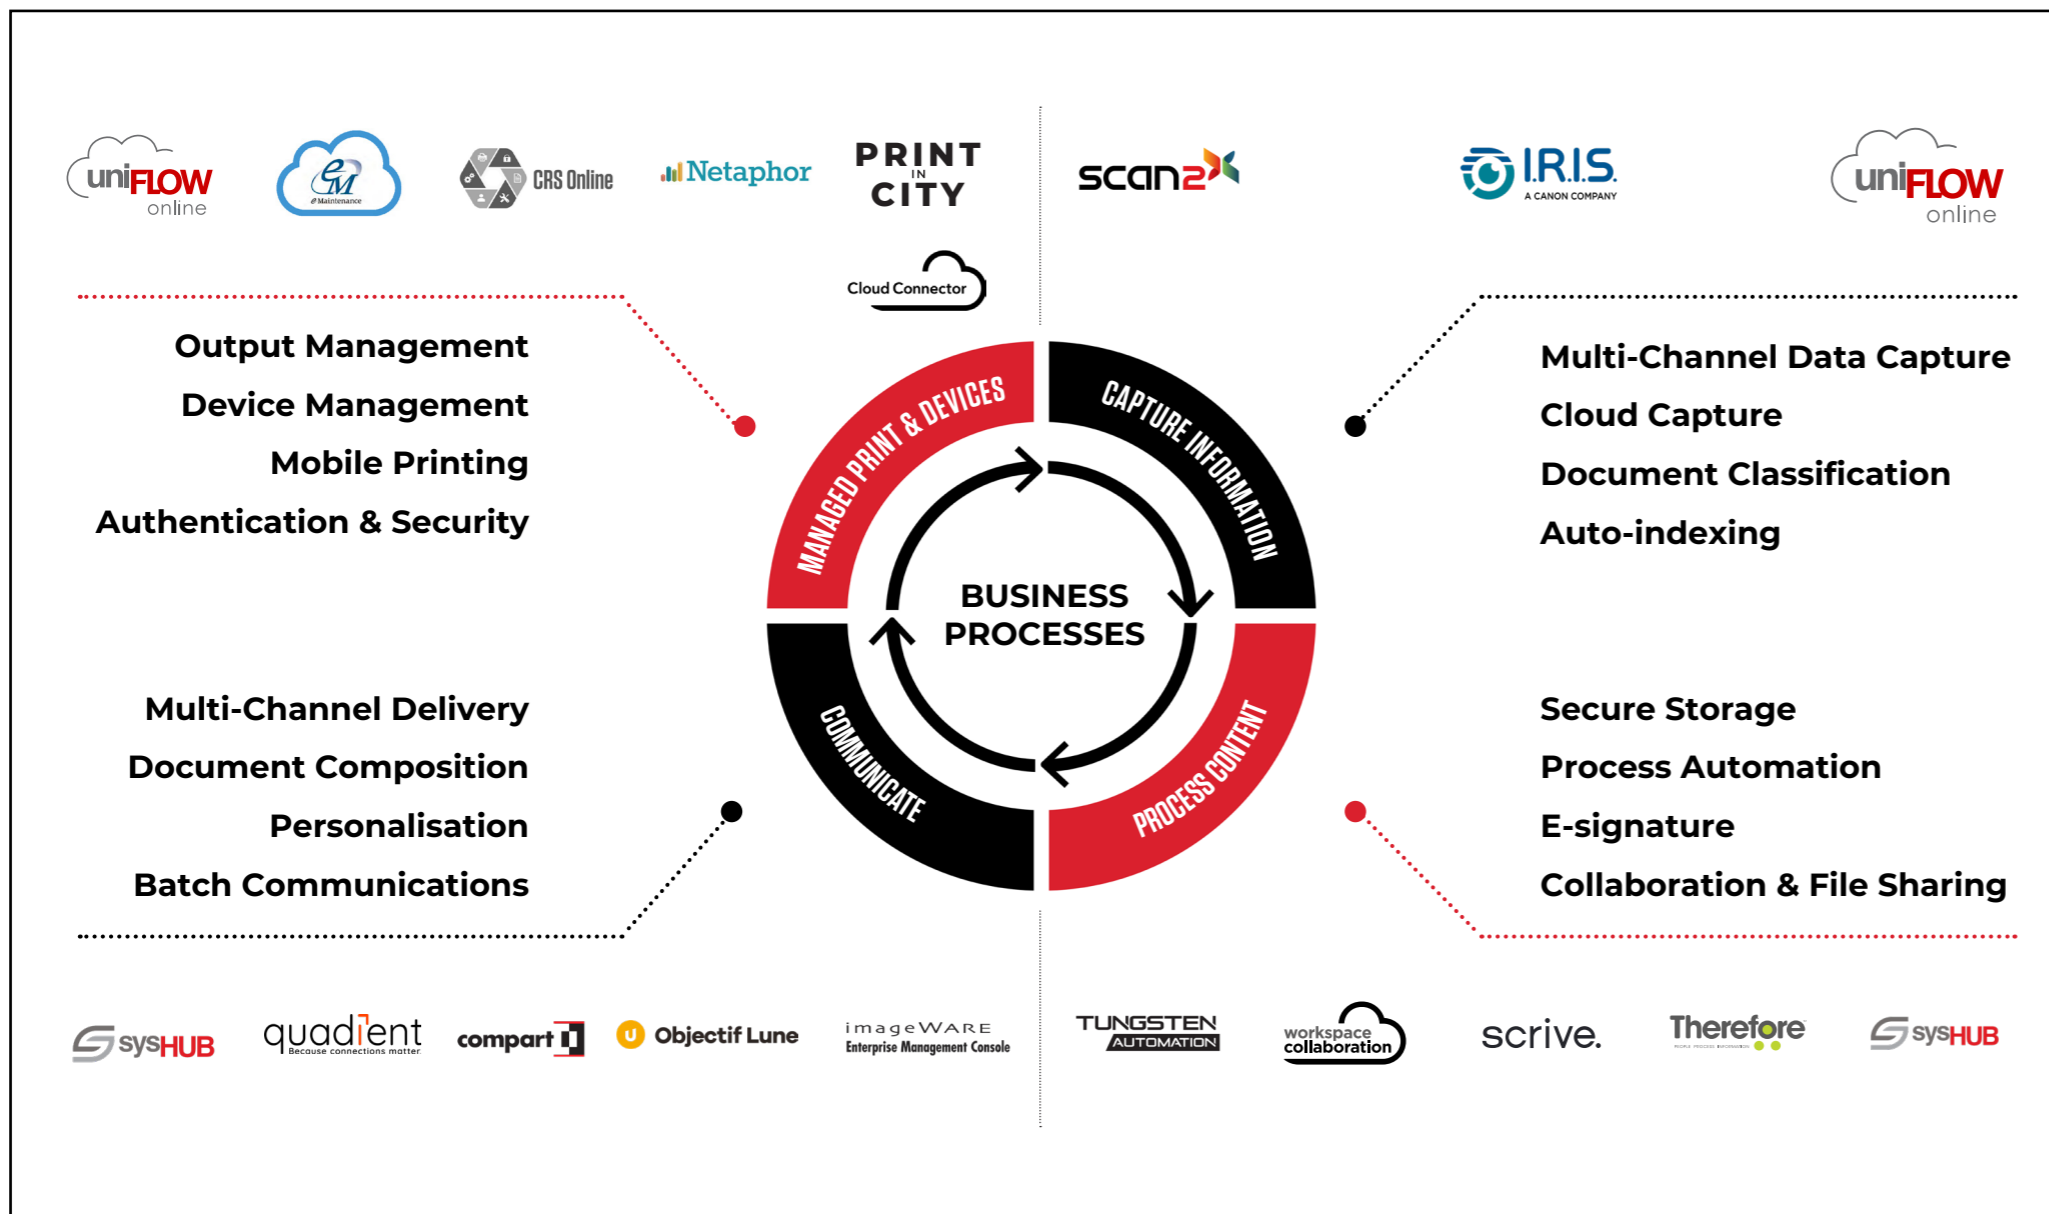 uniFLOW
online
eM
e Maintenance
CRS Online
Netaphor
PRINT
IN
CITY
Cloud Connector
scan2x
I.R.I.S.
A CANON COMPANY
uniFLOW
online
Output Management
Device Management
Mobile Printing
Authentication & Security
Multi-Channel Data Capture
Cloud Capture
Document Classification
Auto-indexing
MANAGED PRINT & DEVICES
CAPTURE INFORMATION
BUSINESS
PROCESSES
COMMUNICATE
PROCESS CONTENT
Multi-Channel Delivery
Document Composition
Personalisation
Batch Communications
Secure Storage
Process Automation
E-signature
Collaboration & File Sharing
sysHUB
quadient
Because connections matter.
compart
Objectif Lune
imageWARE
Enterprise Management Console
TUNGSTEN
AUTOMATION
workspace
collaboration
scrive.
Therefore
PEOPLE PROCESS INFORMATION
sysHUB